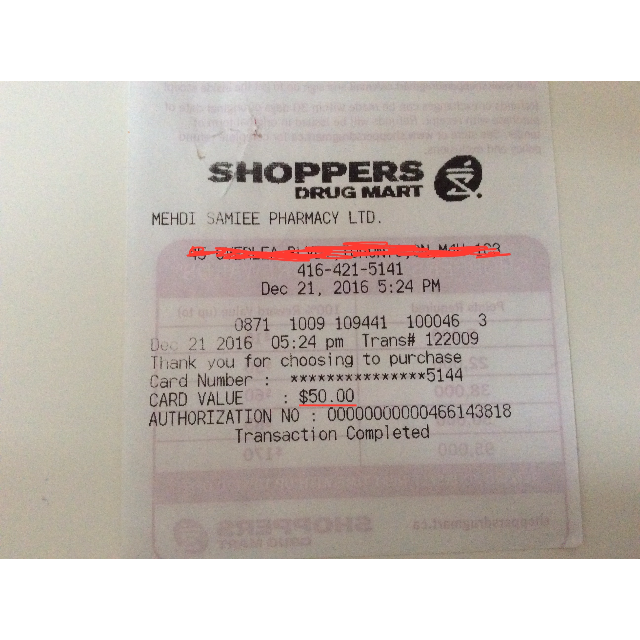 SHOPPERS
DRUG MART
MEHDI SAMIEE PHARMACY LTD.
416-421-5141
Dec 21, 2016 5:24 PM
0871 1009 109441 100046 3
Dec 21 2016 05:24 pm Trans# 122009
Thank you for choosing to purchase
Card Number : ***************5144
CARD VALUE : $50.00
AUTHORIZATION NO : 00000000000466143818
Transaction Completed